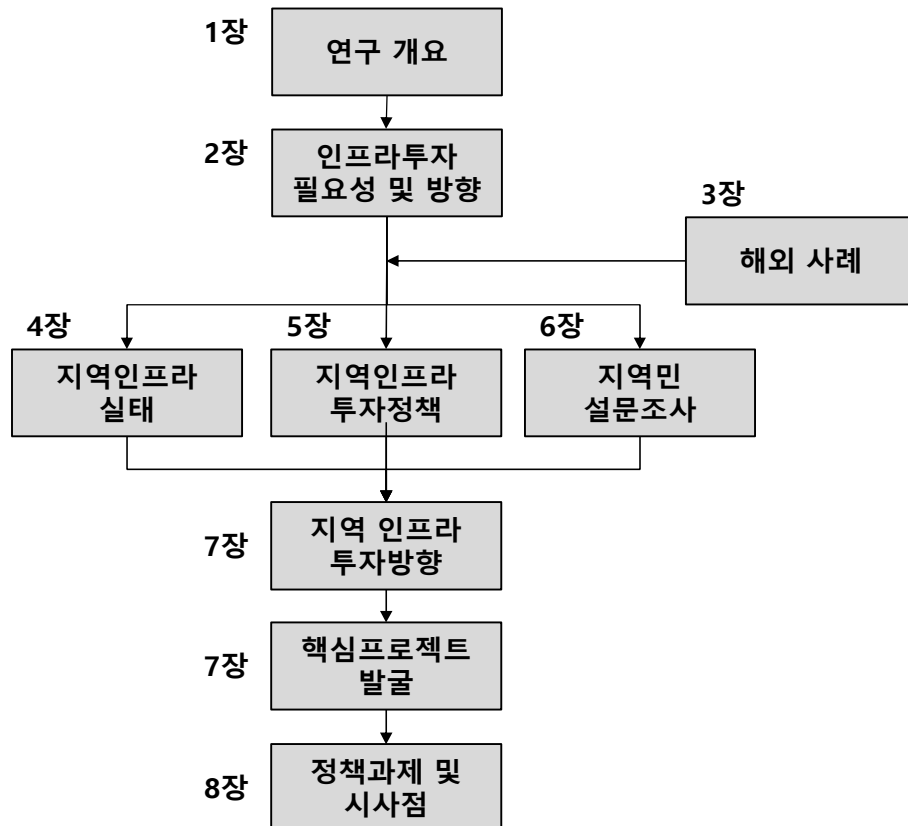 1장
연구 개요
2장
인프라투자
필요성 및 방향
3장
해외 사례
4장
지역인프라
실태
5장
지역인프라
투자정책
6장
지역민
설문조사
7장
지역 인프라
투자방향
7장
핵심프로젝트
발굴
8장
정책과제 및
시사점